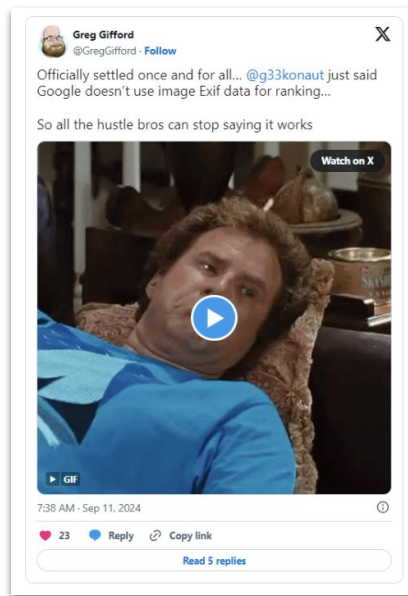 Greg Gifford
X
@GregGifford · Follow
Officially settled once and for all... @g33konaut just said
Google doesn't use image Exif data for ranking...
So all the hustle bros can stop saying it works
Watch on X
GIF
7:38 AM · Sep 11, 2024
23 Reply Copy link
Read 5 replies